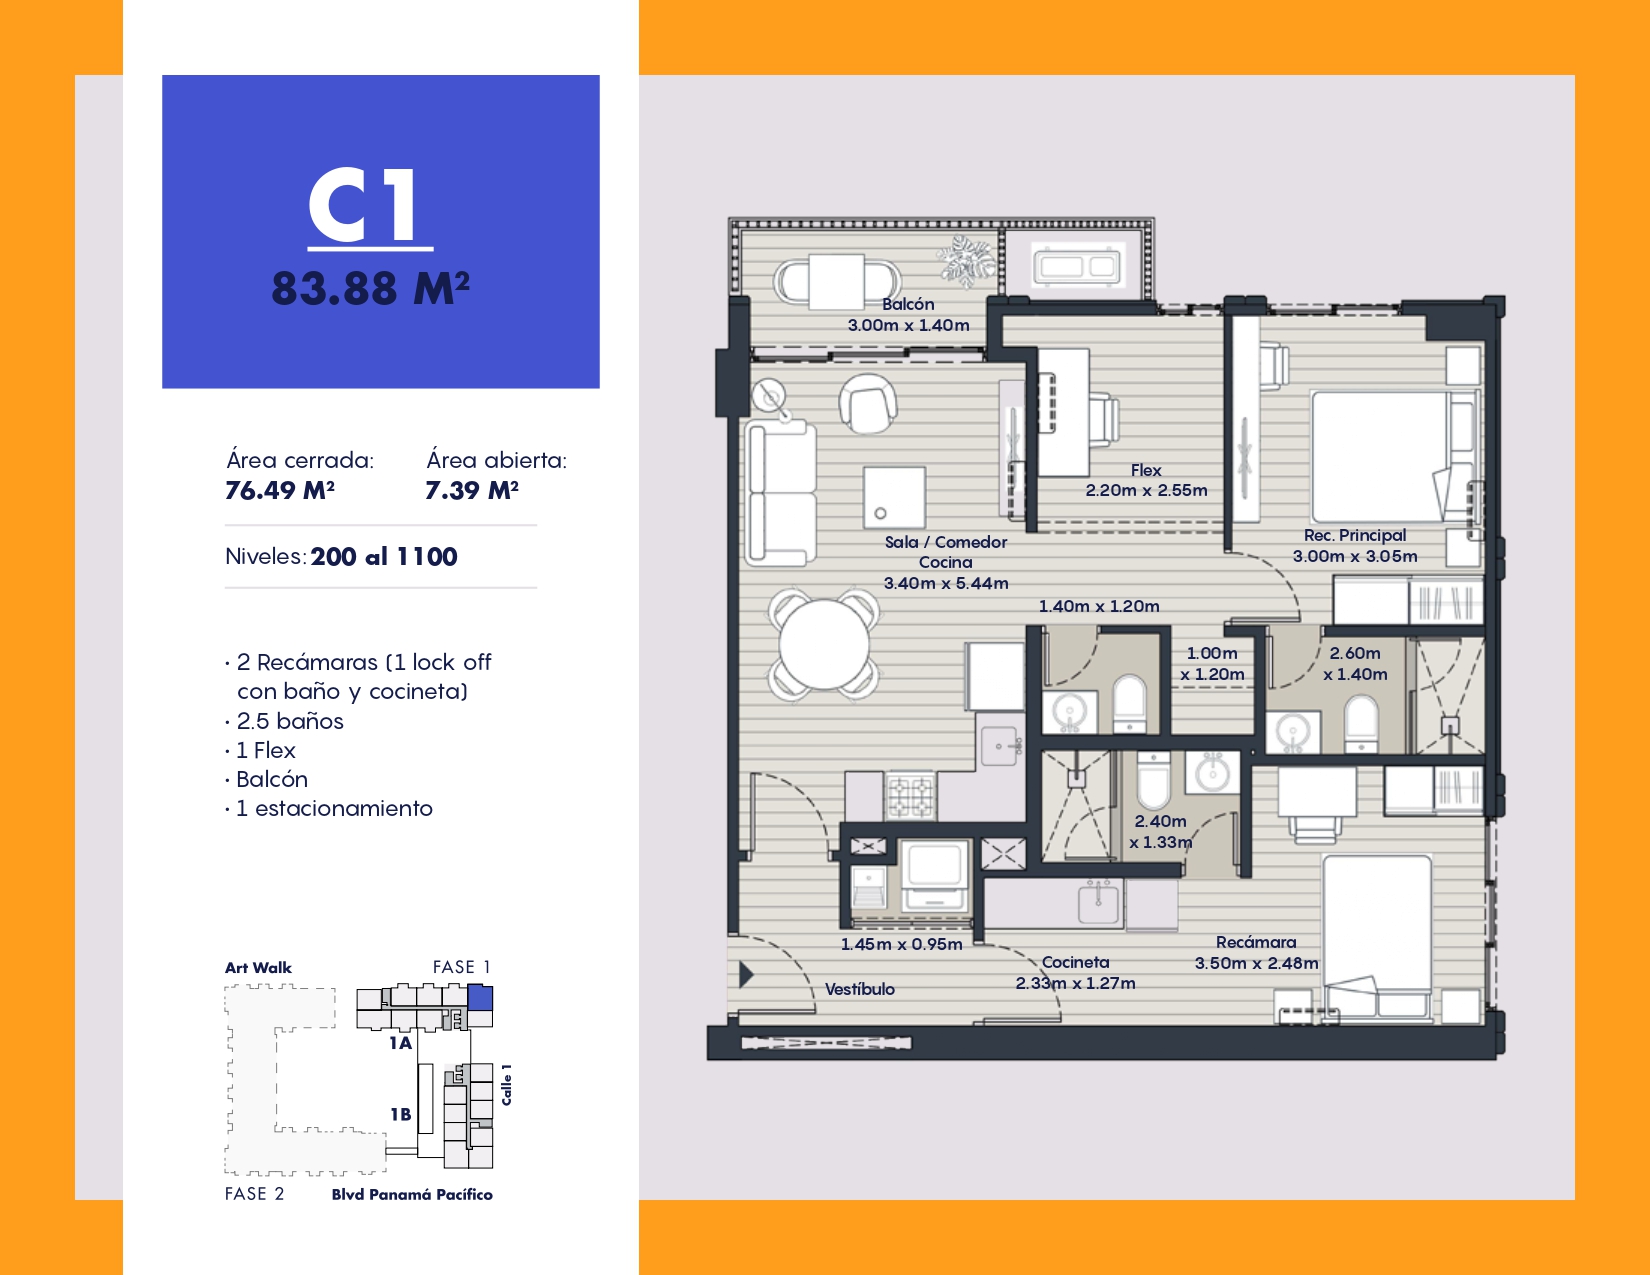 C1
83.88 M²
Área cerrada:
76.49 M²
Área abierta:
7.39 M²
Niveles: 200 al 1100
· 2 Recámaras (1 lock off
con baño y cocineta)
· 2.5 baños
· 1 Flex
· Balcón
· 1 estacionamiento
Art Walk
FASE 1
1A
1B
Calle 1
FASE 2
Blvd Panamá Pacífico
Balcón
3.00m x 1.40m
Flex
2.20m x 2.55m
Rec. Principal
3.00m x 3.05m
Sala / Comedor
Cocina
3.40m x 5.44m
1.40m x 1.20m
1.00m
x 1.20m
2.60m
x 1.40m
2.40m
x 1.33m
1.45m x 0.95m
Vestíbulo
Cocineta
2.33m x 1.27m
Recámara
3.50m x 2.48m